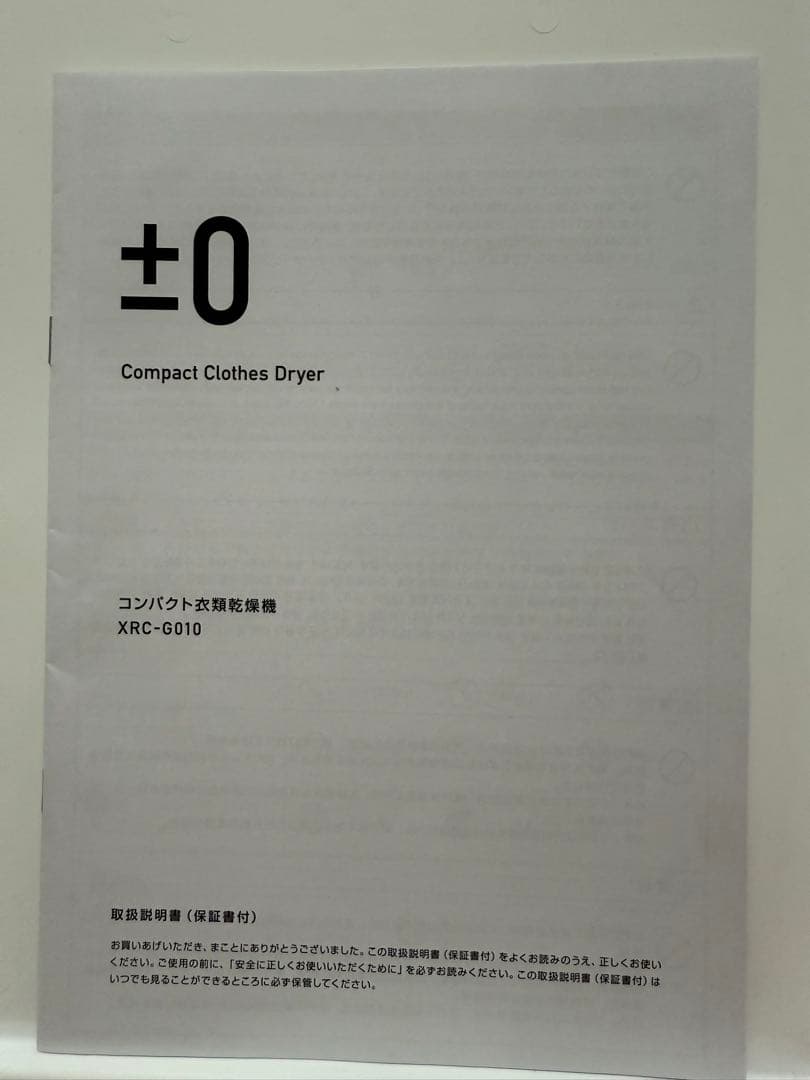 ±0
Compact Clothes Dryer
コンパクト衣類乾燥機
XRC-G010
取扱説明書（保証書付）
お買いあげいただき、まことにありがとうございました。この取扱説明書（保証書付）をよくお読みのうえ、正しくお使い
ください。ご使用の前に、「安全に正しくお使いいただくために」を必ずお読みください。この取扱説明書（保証書付）は
いつでも見ることができるところに必ず保管してください。